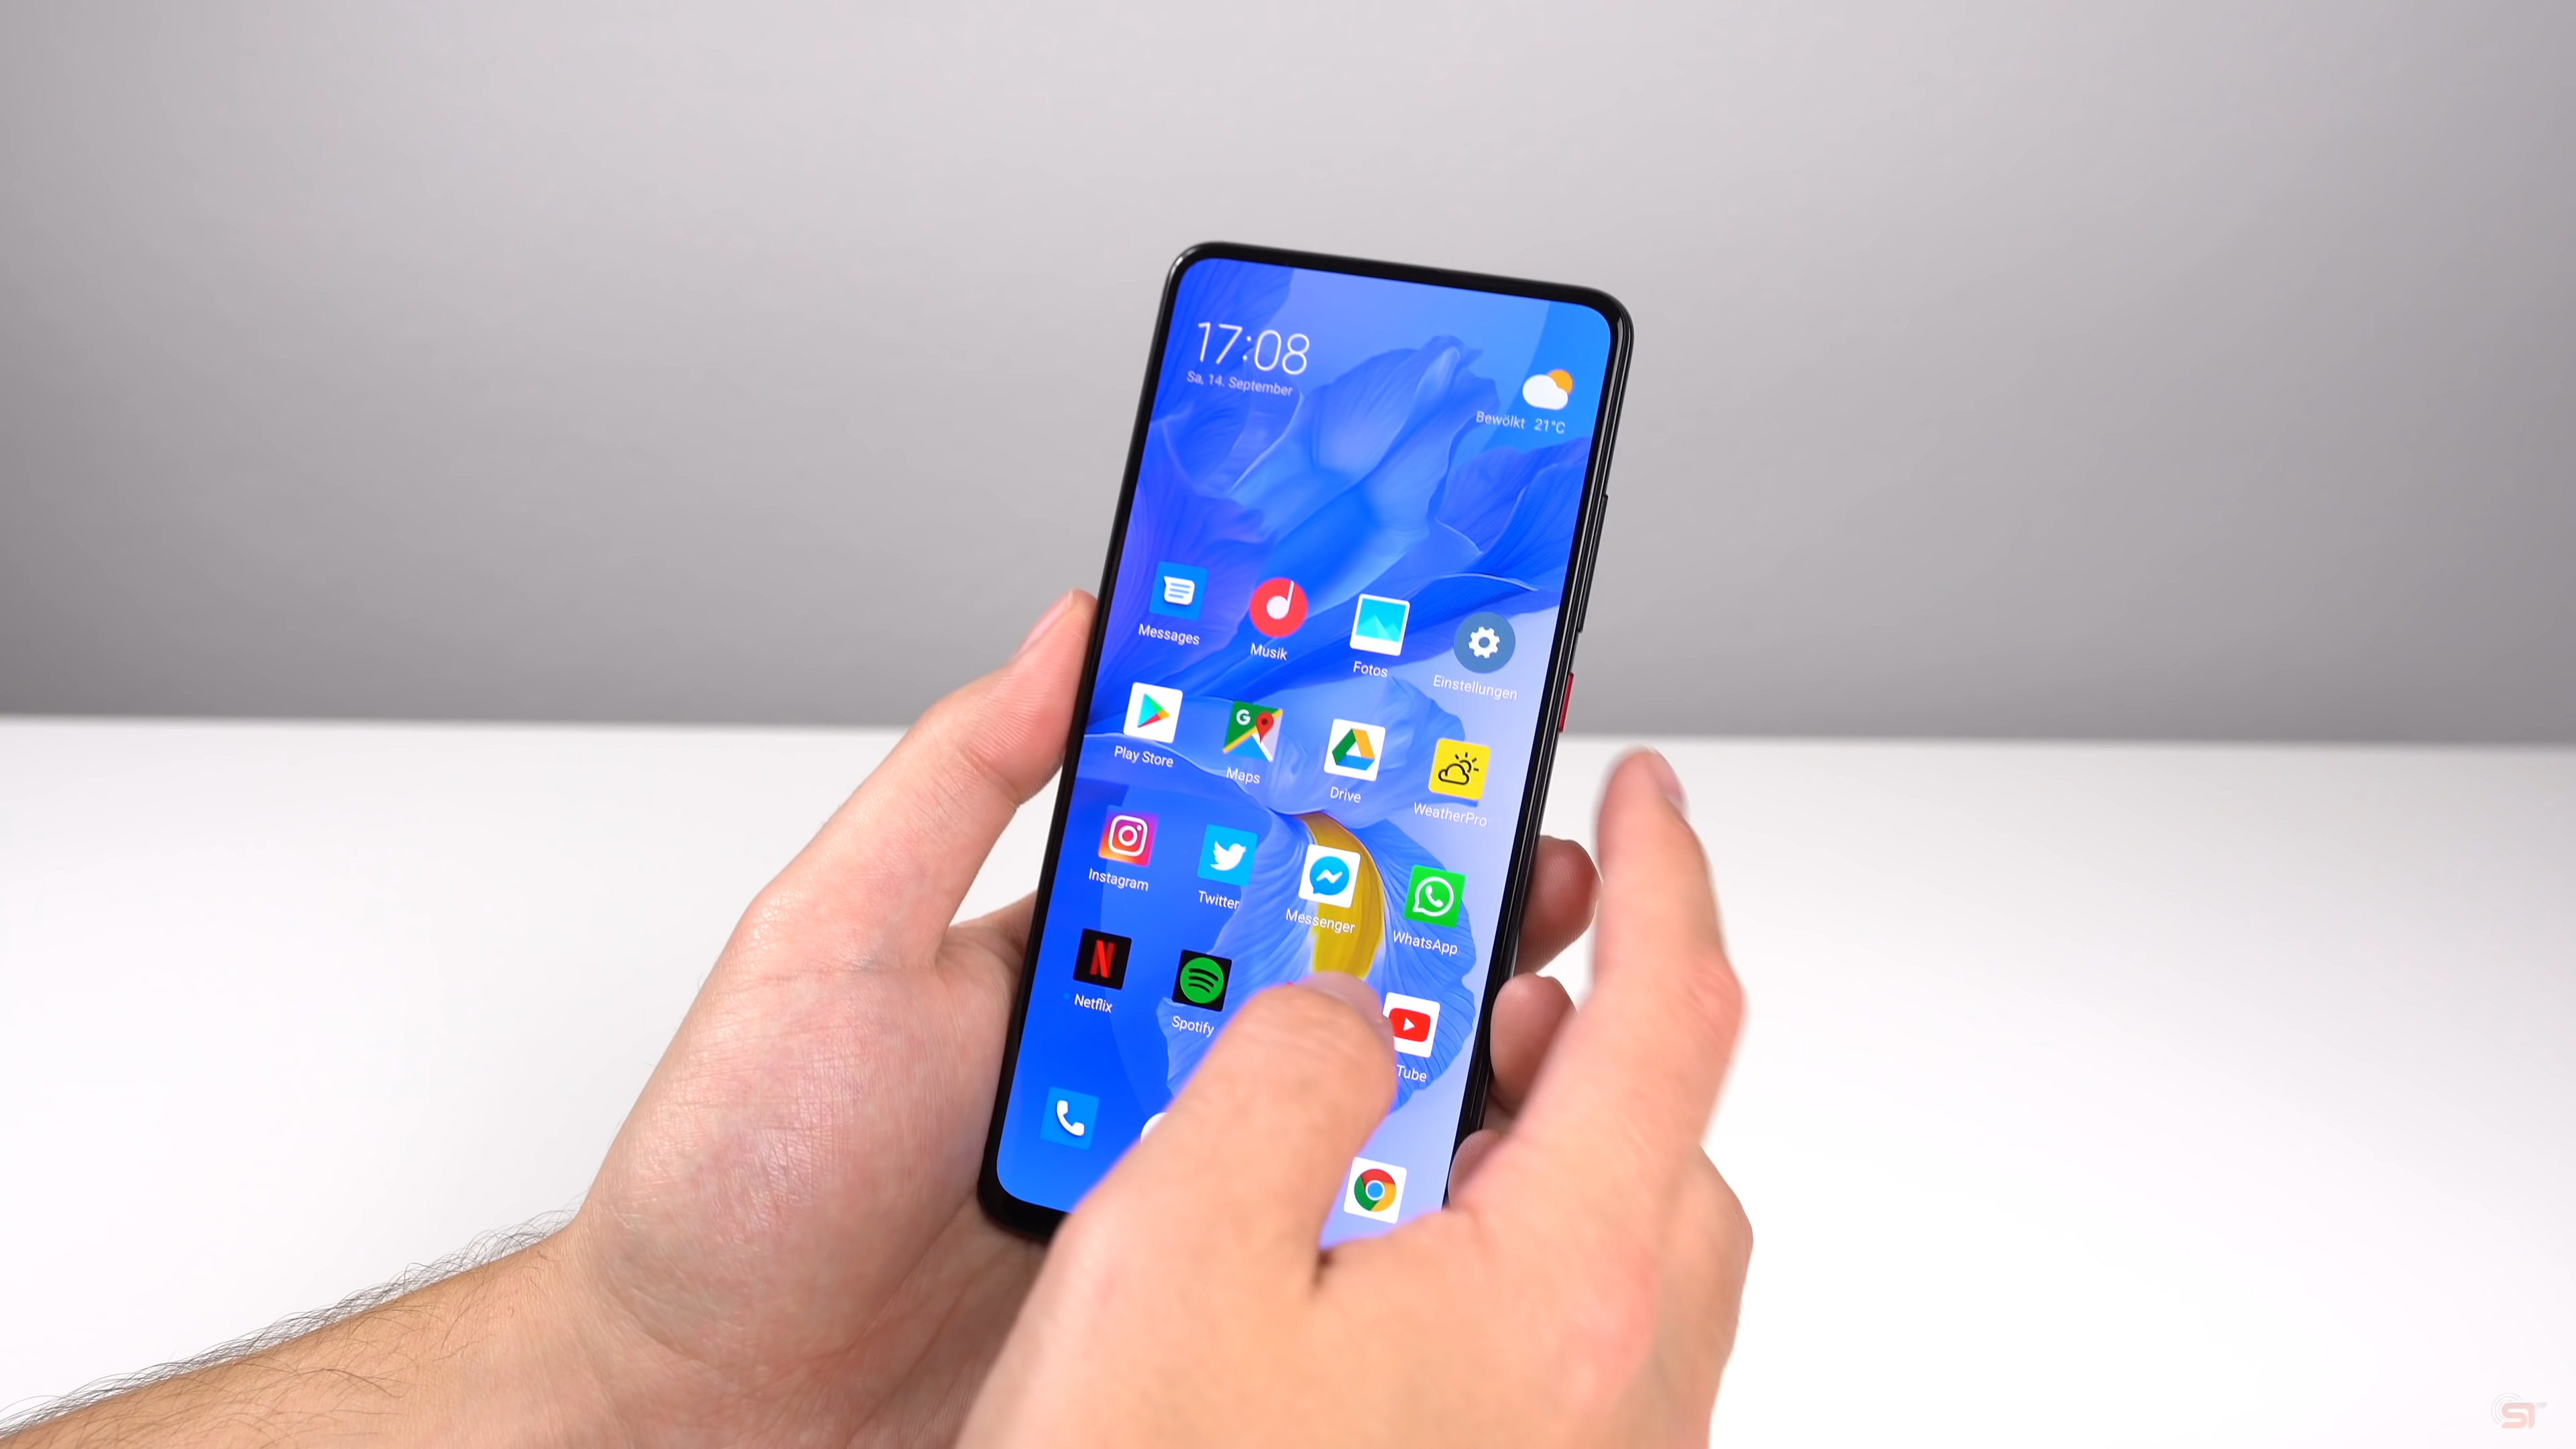 17:08
Sa, 14. September
Bewölkt 21°C
Messages
Musik
Fotos
Einstellungen
G
Play Store
Maps
Drive
WeatherPro
Instagram
Twitter
Messenger
WhatsApp
N
Netflix
Spotify
Tube
ST